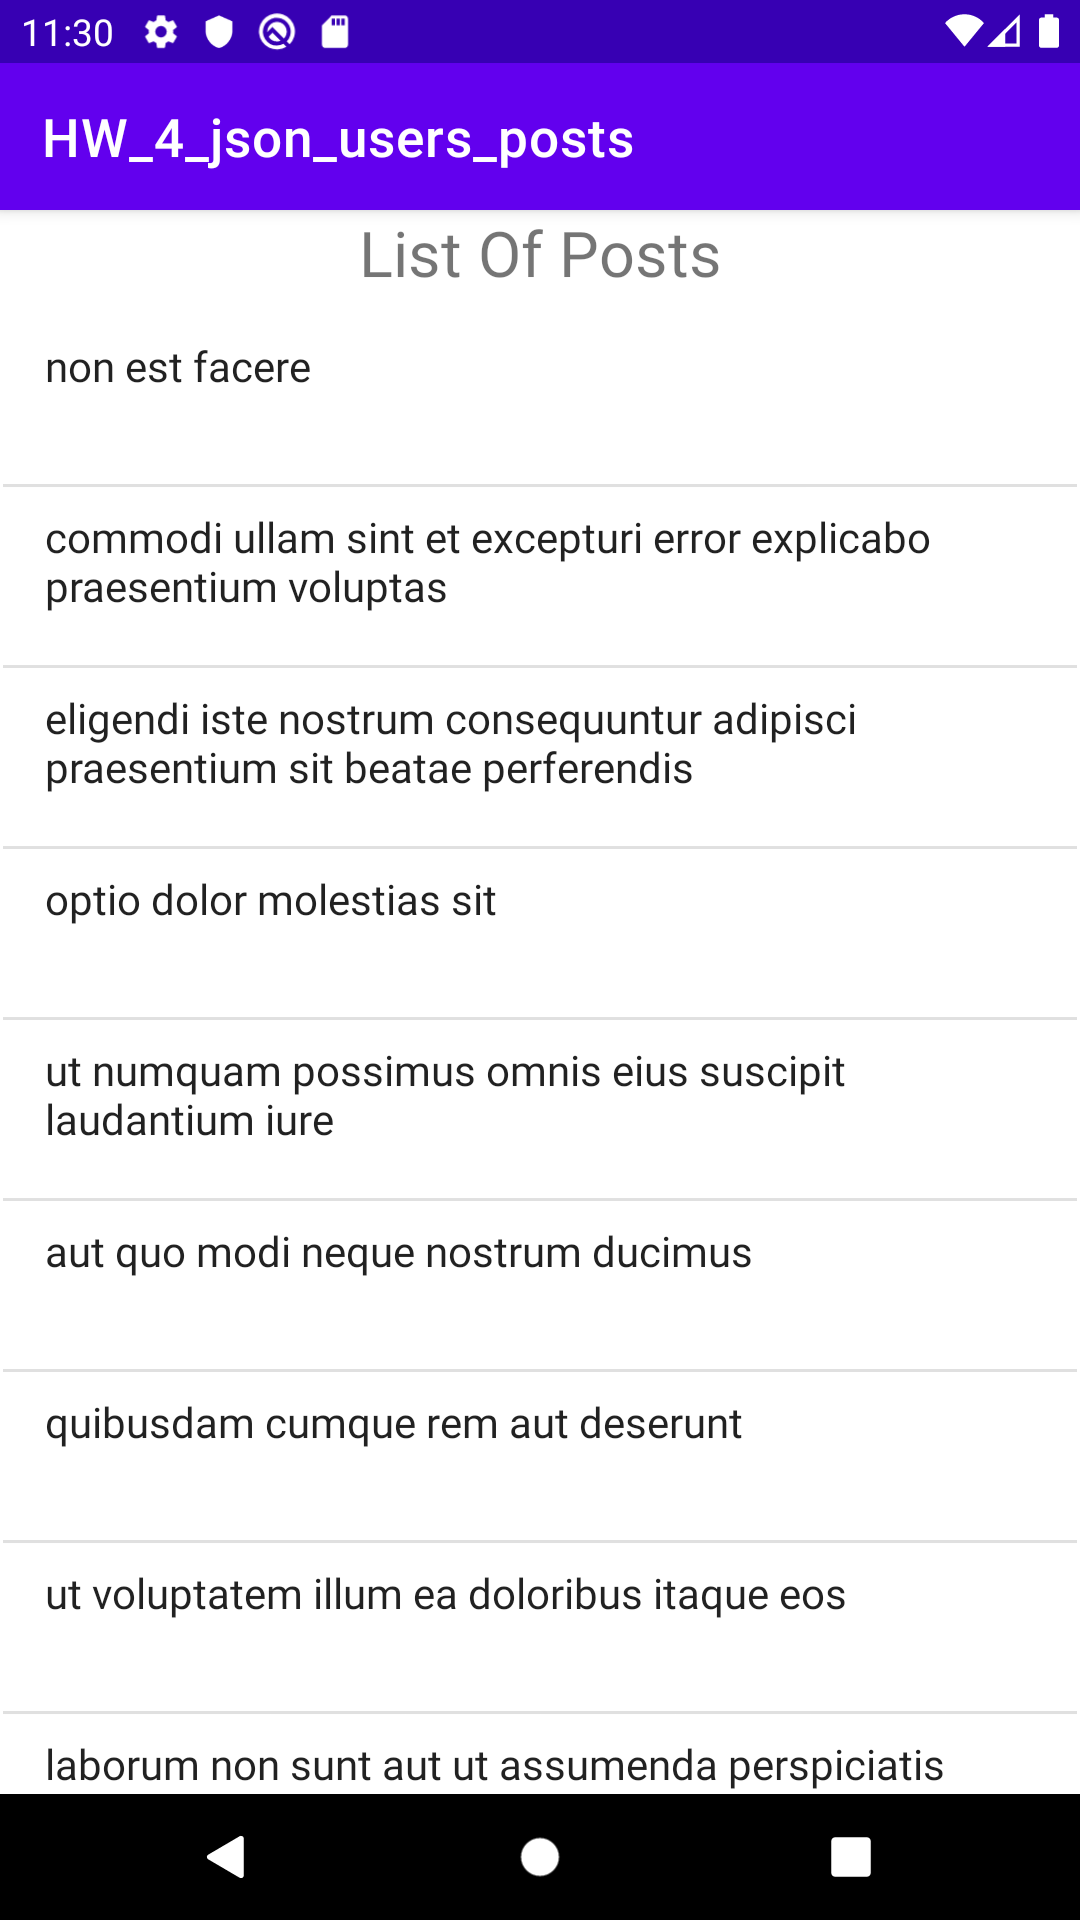 11:30
HW_4_json_users_posts
List Of Posts
non est facere
commodi ullam sint et excepturi error explicabo
praesentium voluptas
eligendi iste nostrum consequuntur adipisci
praesentium sit beatae perferendis
optio dolor molestias sit
ut numquam possimus omnis eius suscipit
laudantium iure
aut quo modi neque nostrum ducimus
quibusdam cumque rem aut deserunt
ut voluptatem illum ea doloribus itaque eos
laborum non sunt aut ut assumenda perspiciatis